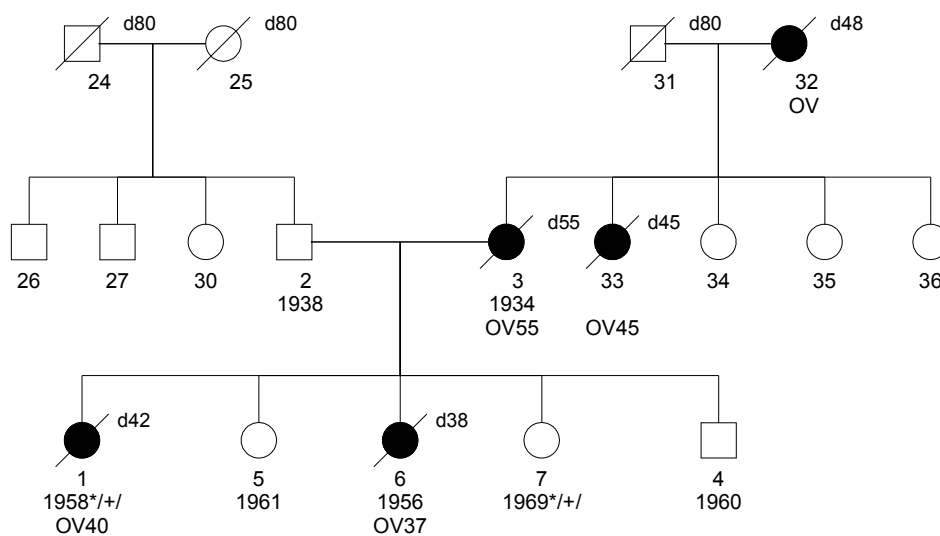 d80 d80 d80 d48
24 25 31 32
OV
d55 d45
26 27 30 2 3 33 34 35 36
1938 1934
OV55 OV45
d42 d38
1 5 6 7 4
1958*/+/ 1961 1956 1969*/+/ 1960
OV40 OV37